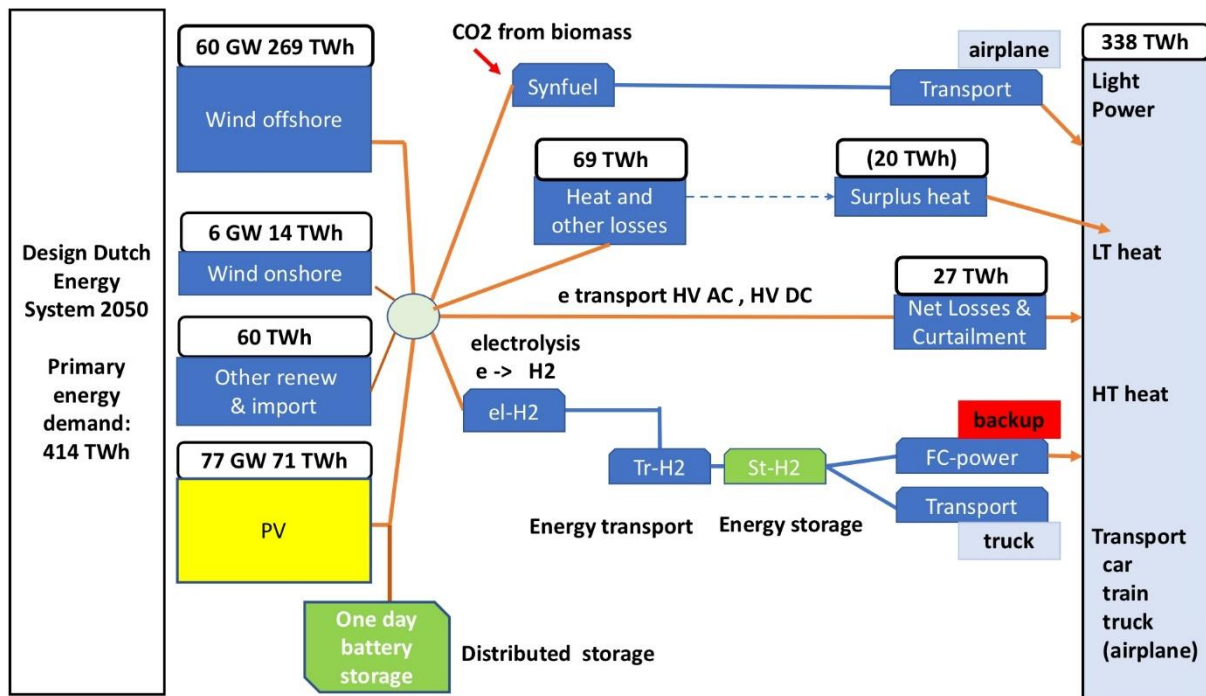 Design Dutch
Energy
System 2050
Primary
energy
demand:
414 TWh
60 GW 269 TWh
Wind offshore
6 GW 14 TWh
Wind onshore
60 TWh
Other renew
& import
77 GW 71 TWh
PV
One day
battery
storage
Distributed storage
CO2 from biomass
Synfuel
airplane
Transport
69 TWh
Heat and
other losses
(20 TWh)
Surplus heat
e transport HV AC , HV DC
27 TWh
Net Losses &
Curtailment
electrolysis
e -> H2
el-H2
Tr-H2
St-H2
Energy transport
Energy storage
backup
FC-power
Transport
truck
338 TWh
Light
Power
LT heat
HT heat
Transport
car
train
truck
(airplane)